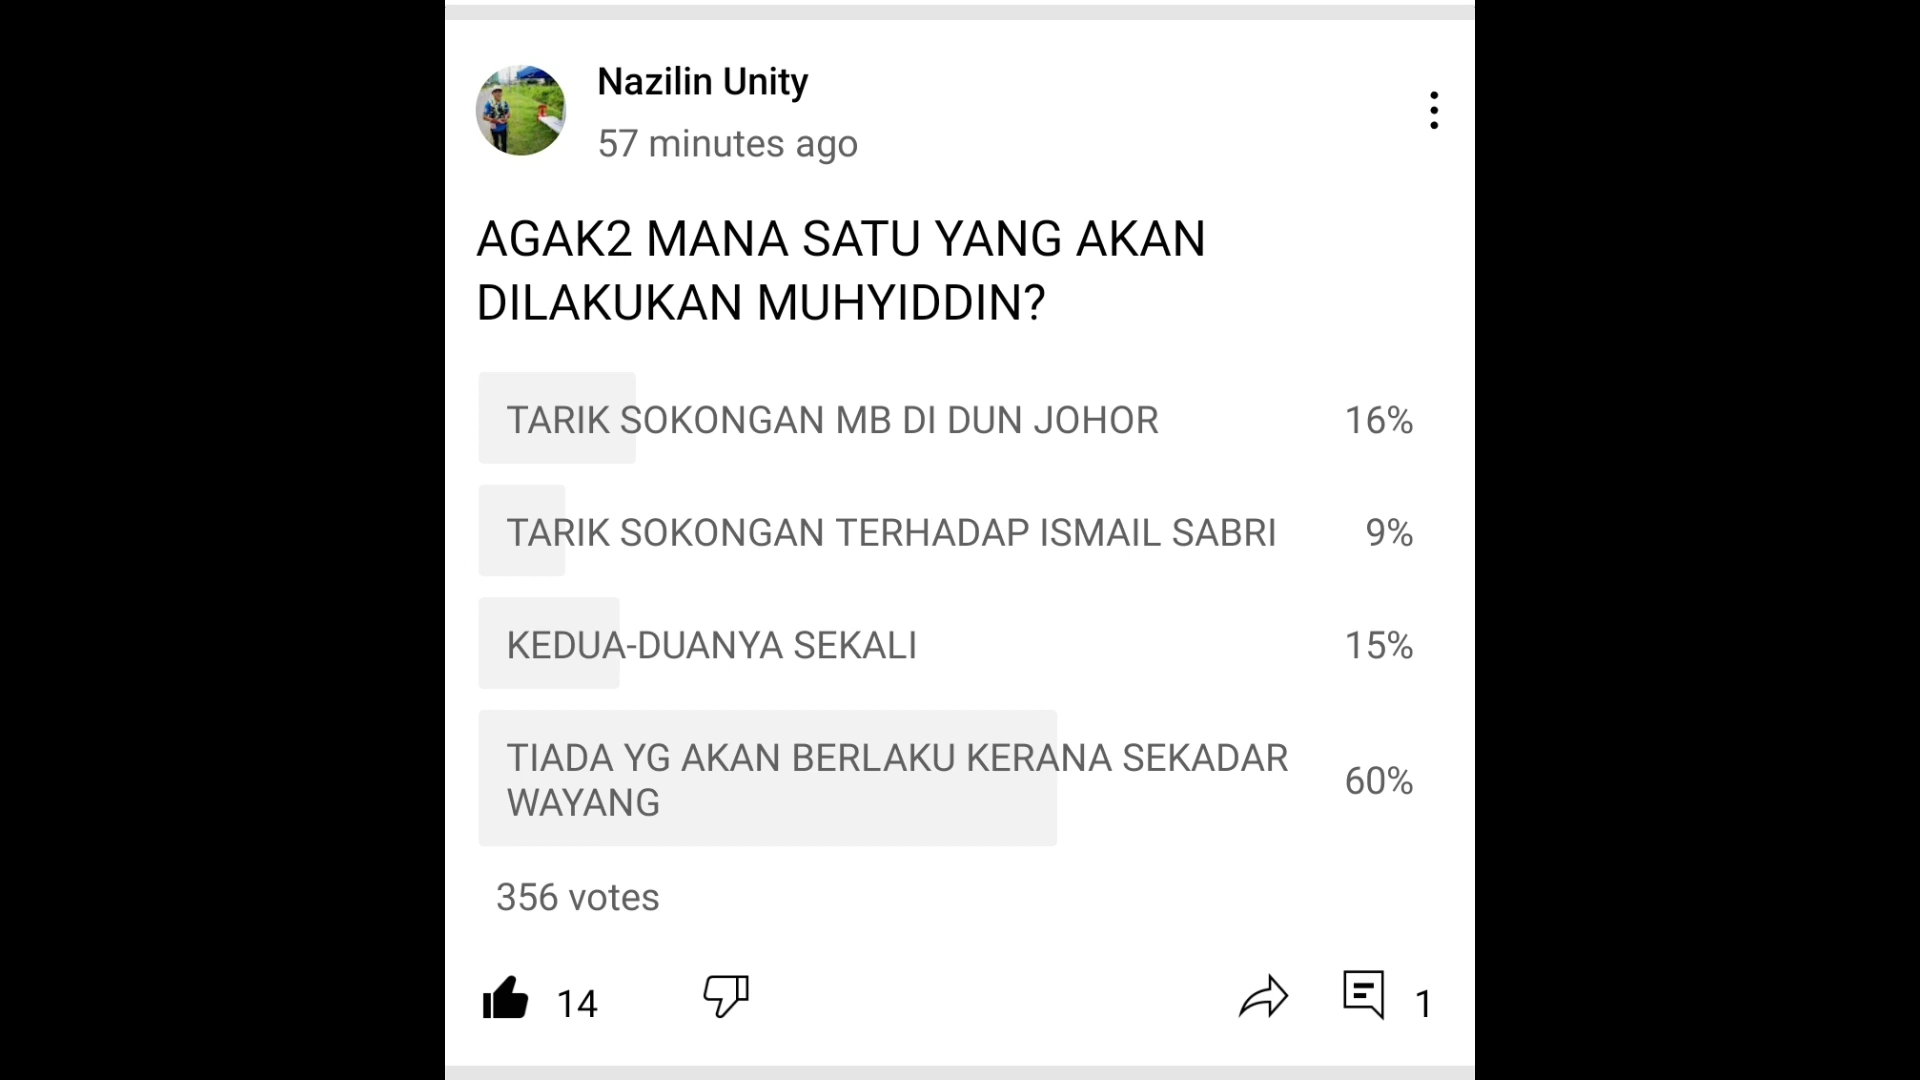 Nazilin Unity
57 minutes ago
AGAK2 MANA SATU YANG AKAN
DILAKUKAN MUHYIDDIN?
TARIK SOKONGAN MB DI DUN JOHOR 16%
TARIK SOKONGAN TERHADAP ISMAIL SABRI 9%
KEDUA-DUANYA SEKALI 15%
TIADA YG AKAN BERLAKU KERANA SEKADAR
WAYANG 60%
356 votes
14 1